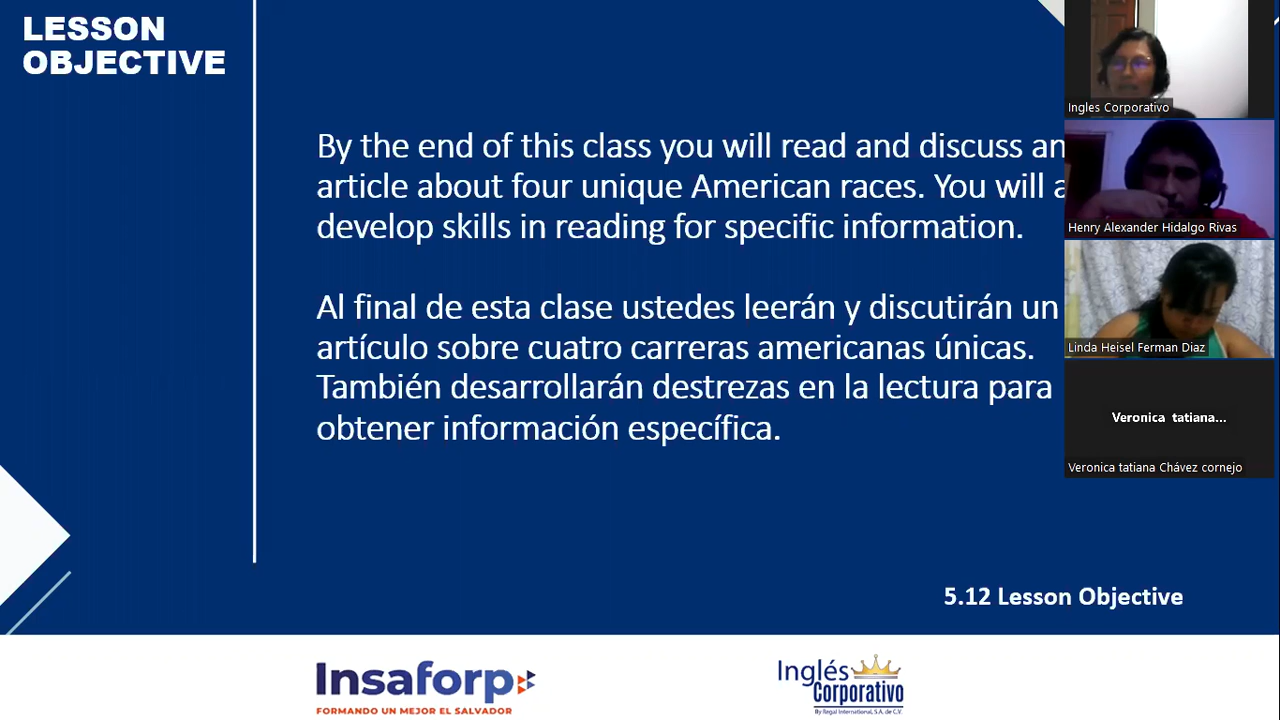 LESSON
OBJECTIVE
By the end of this class you will read and discuss an
article about four unique American races. You will
develop skills in reading for specific information.
Al final de esta clase ustedes leerán y discutirán un
artículo sobre cuatro carreras americanas únicas.
También desarrollarán destrezas en la lectura para
obtener información específica.
5.12 Lesson Objective
Insaforp
FORMANDO UN MEJOR EL SALVADOR
Inglés
Corporativo
By Regal International, S.A. de C.V.
Ingles Corporativo
Henry Alexander Hidalgo Rivas
Linda Heisel Ferman Diaz
Veronica tatiana...
Veronica tatiana Chávez cornejo